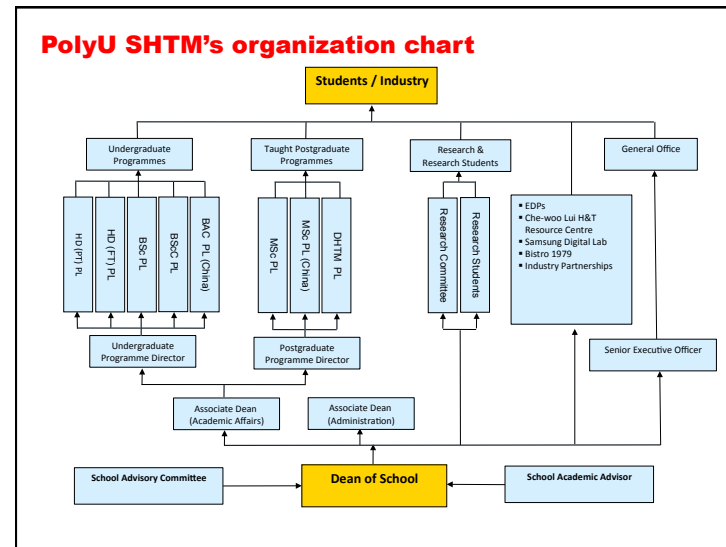 PolyU SHTM's organization chart
Students / Industry
Undergraduate
Programmes
Taught Postgraduate
Programmes
Research &
Research Students
General Office
HD (PT) PL
HD (FT) PL
BSc PL
BScC PL
BAC PL (China)
MSc PL
MSc PL (China)
DHTM PL
Research Committee
Research Students
▪ EDPs
▪ Che-woo Lui H&T
Resource Centre
▪ Samsung Digital Lab
▪ Bistro 1979
▪ Industry Partnerships
Undergraduate
Programme Director
Postgraduate
Programme Director
Senior Executive Officer
Associate Dean
(Academic Affairs)
Associate Dean
(Administration)
School Advisory Committee
Dean of School
School Academic Advisor